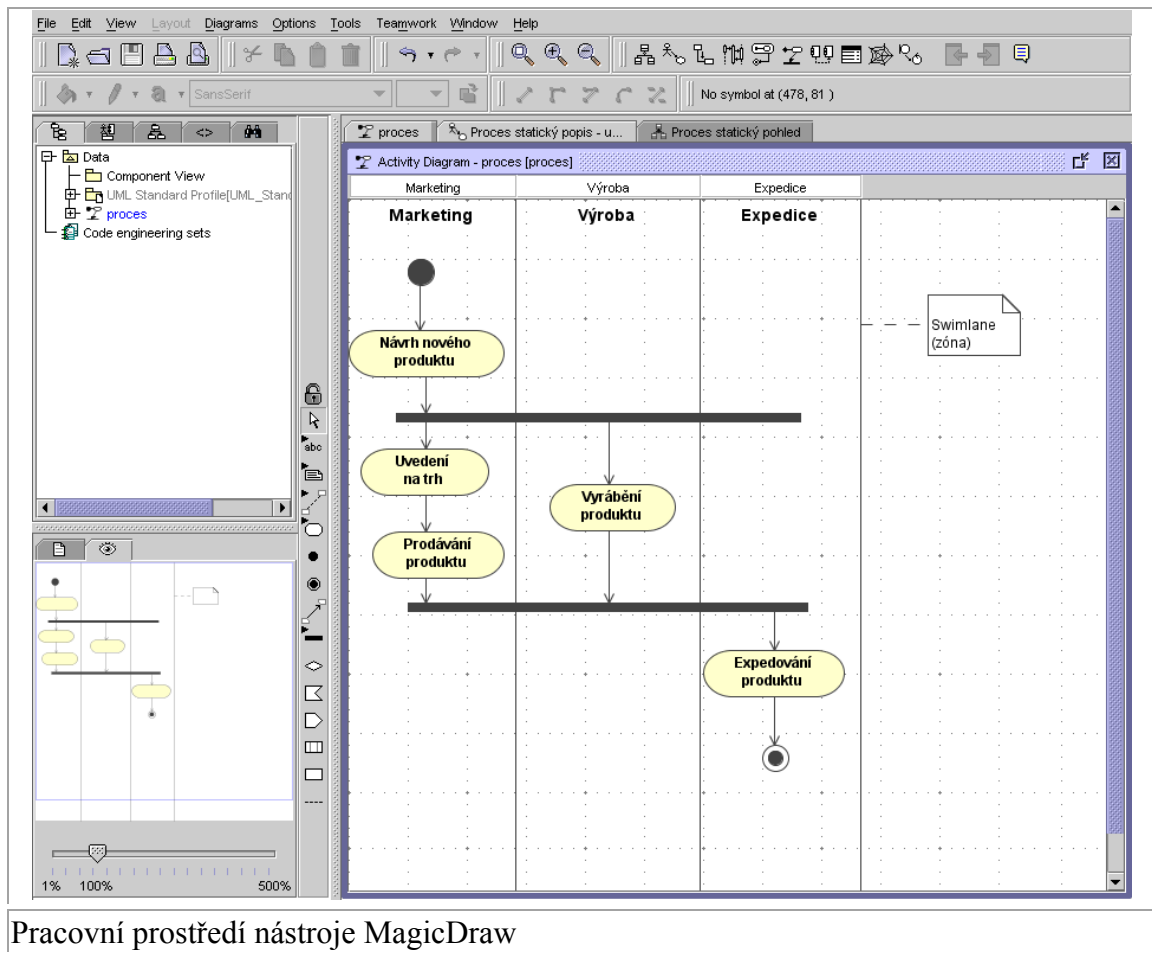 File Edit View Layout Diagrams Options Tools Teamwork Window Help
SansSerif
No symbol at (478, 81 )
proces
Proces statický popis - u...
Proces statický pohled
Data
Component View
UML Standard Profile[UML_Stand
proces
Code engineering sets
Activity Diagram - proces [proces]
Marketing Výroba Expedice
Marketing Výroba Expedice
Swimlane
(zóna)
Návrh nového
produktu
abc
Uvedení
na trh
Vyrábění
produktu
Prodávání
produktu
Expedování
produktu
1% 100% 500%
Pracovní prostředí nástroje MagicDraw